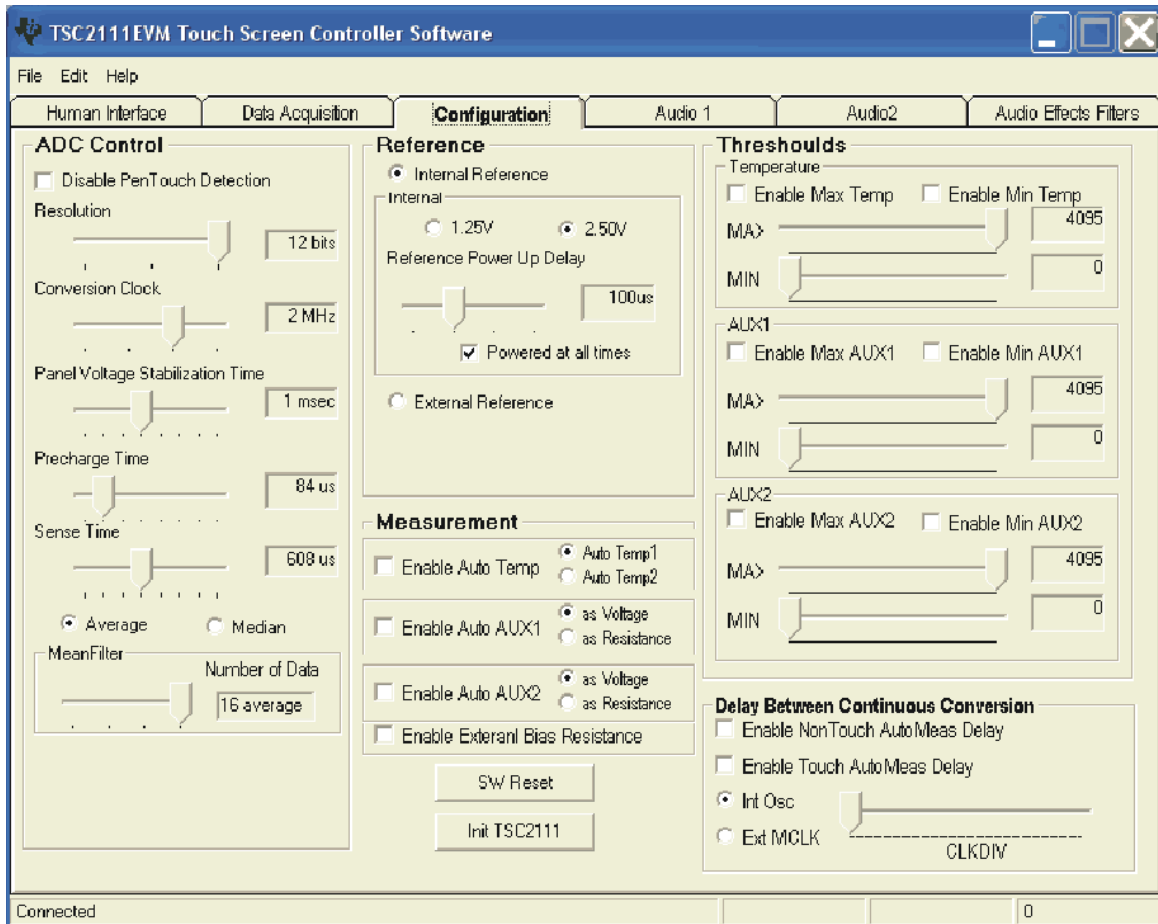 TSC2111EVM Touch Screen Controller Software
File Edit Help
Human Interface
Data Acquisition
Configuration
Audio 1
Audio2
Audio Effects Filters
ADC Control
Disable PenTouch Detection
Resolution
12 bits
Conversion Clock
2 MHz
Panel Voltage Stabilization Time
1 msec
Precharge Time
84 us
Sense Time
608 us
Average
Median
MeanFilter
Number of Data
16 average
Reference
Internal Reference
Internal
1.25V
2.50V
Reference Power Up Delay
100us
Powered at all times
External Reference
Measurement
Enable Auto Temp
Auto Temp1
Auto Temp2
Enable Auto AUX1
as Voltage
as Resistance
Enable Auto AUX2
as Voltage
as Resistance
Enable Exteranl Bias Resistance
SW Reset
Init TSC2111
Threshoulds
Temperature
Enable Max Temp
Enable Min Temp
MAX
4095
MIN
0
AUX1
Enable Max AUX1
Enable Min AUX1
MAX
4095
MIN
0
AUX2
Enable Max AUX2
Enable Min AUX2
MAX
4095
MIN
0
Delay Between Continuous Conversion
Enable NonTouch AutoMeas Delay
Enable Touch AutoMeas Delay
Int Osc
Ext MCLK
CLKDIV
Connected
0